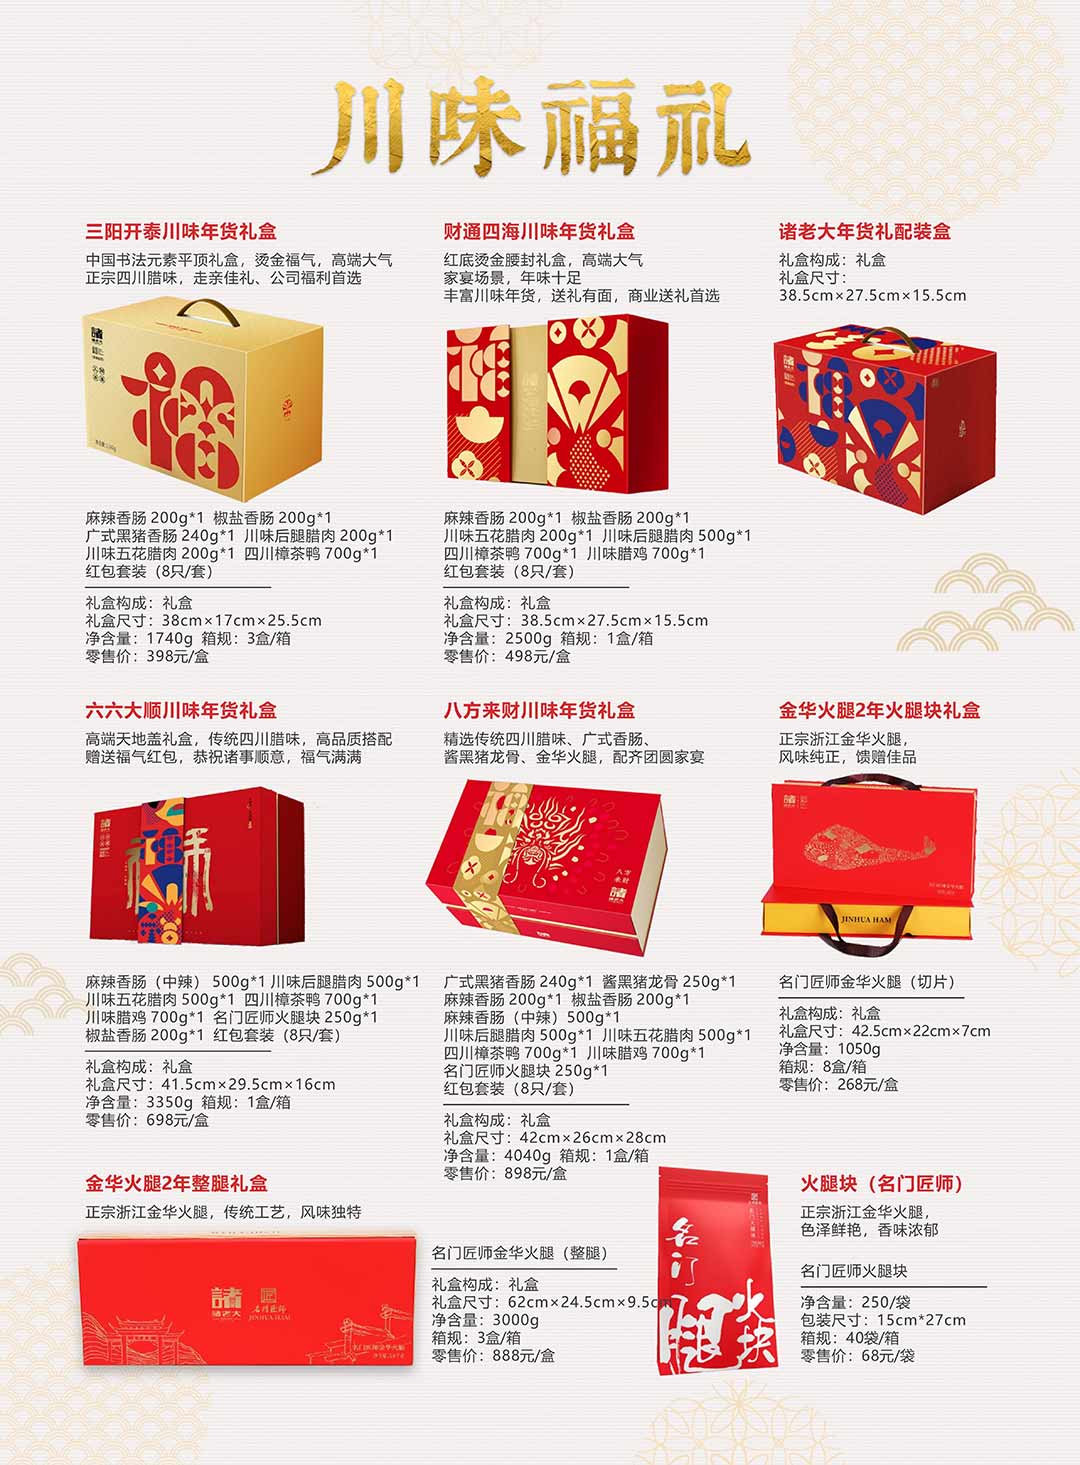 川味福礼
三阳开泰川味年货礼盒
中国书法元素平顶礼盒，烫金福气，高端大气
正宗四川腊味，走亲佳礼、公司福利首选
諸
福
麻辣香肠 200g*1 椒盐香肠 200g*1
广式黑猪香肠 240g*1 川味后腿腊肉 200g*1
川味五花腊肉 200g*1 四川樟茶鸭 700g*1
红包套装（8只/套）
礼盒构成：礼盒
礼盒尺寸：38cm×17cm×25.5cm
净含量：1740g 箱规：3盒/箱
零售价：398元/盒
财通四海川味年货礼盒
红底烫金腰封礼盒，高端大气
家宴场景，年味十足
丰富川味年货，送礼有面，商业送礼首选
麻辣香肠 200g*1 椒盐香肠 200g*1
川味五花腊肉 200g*1 川味后腿腊肉 500g*1
四川樟茶鸭 700g*1 川味腊鸡 700g*1
红包套装（8只/套）
礼盒构成：礼盒
礼盒尺寸：38.5cm×27.5cm×15.5cm
净含量：2500g 箱规：1盒/箱
零售价：498元/盒
诸老大年货礼配装盒
礼盒构成：礼盒
礼盒尺寸：
38.5cm×27.5cm×15.5cm
諸
六六大顺川味年货礼盒
高端天地盖礼盒，传统四川腊味，高品质搭配
赠送福气红包，恭祝诸事顺意，福气满满
諸
麻辣香肠（中辣） 500g*1 川味后腿腊肉 500g*1
川味五花腊肉 500g*1 四川樟茶鸭 700g*1
川味腊鸡 700g*1 名门匠师火腿块 250g*1
椒盐香肠 200g*1 红包套装（8只/套）
礼盒构成：礼盒
礼盒尺寸：41.5cm×29.5cm×16cm
净含量：3350g 箱规：1盒/箱
零售价：698元/盒
八方来财川味年货礼盒
精选传统四川腊味、广式香肠、
酱黑猪龙骨、金华火腿，配齐团圆家宴
八方
来财
諸
广式黑猪香肠 240g*1 酱黑猪龙骨 250g*1
麻辣香肠 200g*1 椒盐香肠 200g*1
麻辣香肠（中辣）500g*1
川味后腿腊肉 500g*1 川味五花腊肉 500g*1
四川樟茶鸭 700g*1 川味腊鸡 700g*1
名门匠师火腿块 250g*1
红包套装（8只/套）
礼盒构成：礼盒
礼盒尺寸：42cm×26cm×28cm
净含量：4040g 箱规：1盒/箱
零售价：898元/盒
金华火腿2年火腿块礼盒
正宗浙江金华火腿，
风味纯正，馈赠佳品
諸
JINHUA HAM
名门匠师金华火腿（切片）
礼盒构成：礼盒
礼盒尺寸：42.5cm×22cm×7cm
净含量：1050g
箱规：8盒/箱
零售价：268元/盒
金华火腿2年整腿礼盒
正宗浙江金华火腿，传统工艺，风味独特
諸
諸老大
匠
名门匠师
JINHUA HAM
名门匠师金华火腿
名门匠师金华火腿（整腿）
礼盒构成：礼盒
礼盒尺寸：62cm×24.5cm×9.5cm
净含量：3000g
箱规：3盒/箱
零售价：888元/盒
名门
火腿块
火腿块（名门匠师）
正宗浙江金华火腿，
色泽鲜艳，香味浓郁
名门匠师火腿块
净含量：250/袋
包装尺寸：15cm*27cm
箱规：40袋/箱
零售价：68元/袋